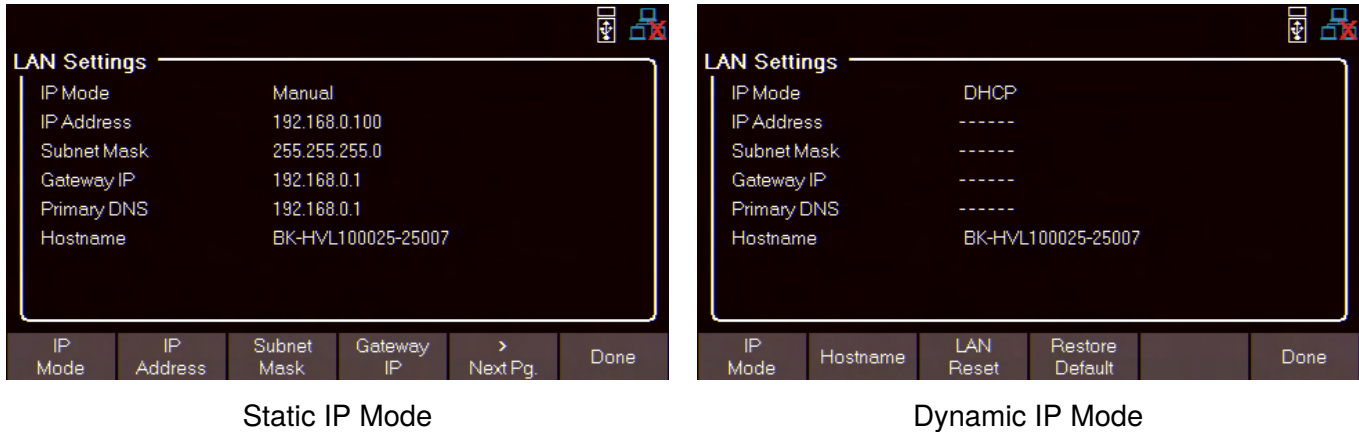 LAN Settings
IP Mode Manual
IP Address 192.168.0.100
Subnet Mask 255.255.255.0
Gateway IP 192.168.0.1
Primary DNS 192.168.0.1
Hostname BK-HVL100025-25007
IP Mode
IP Address
Subnet Mask
Gateway IP
> Next Pg.
Done
Static IP Mode
LAN Settings
IP Mode DHCP
IP Address ------
Subnet Mask ------
Gateway IP ------
Primary DNS ------
Hostname BK-HVL100025-25007
IP Mode
Hostname
LAN Reset
Restore Default
Done
Dynamic IP Mode